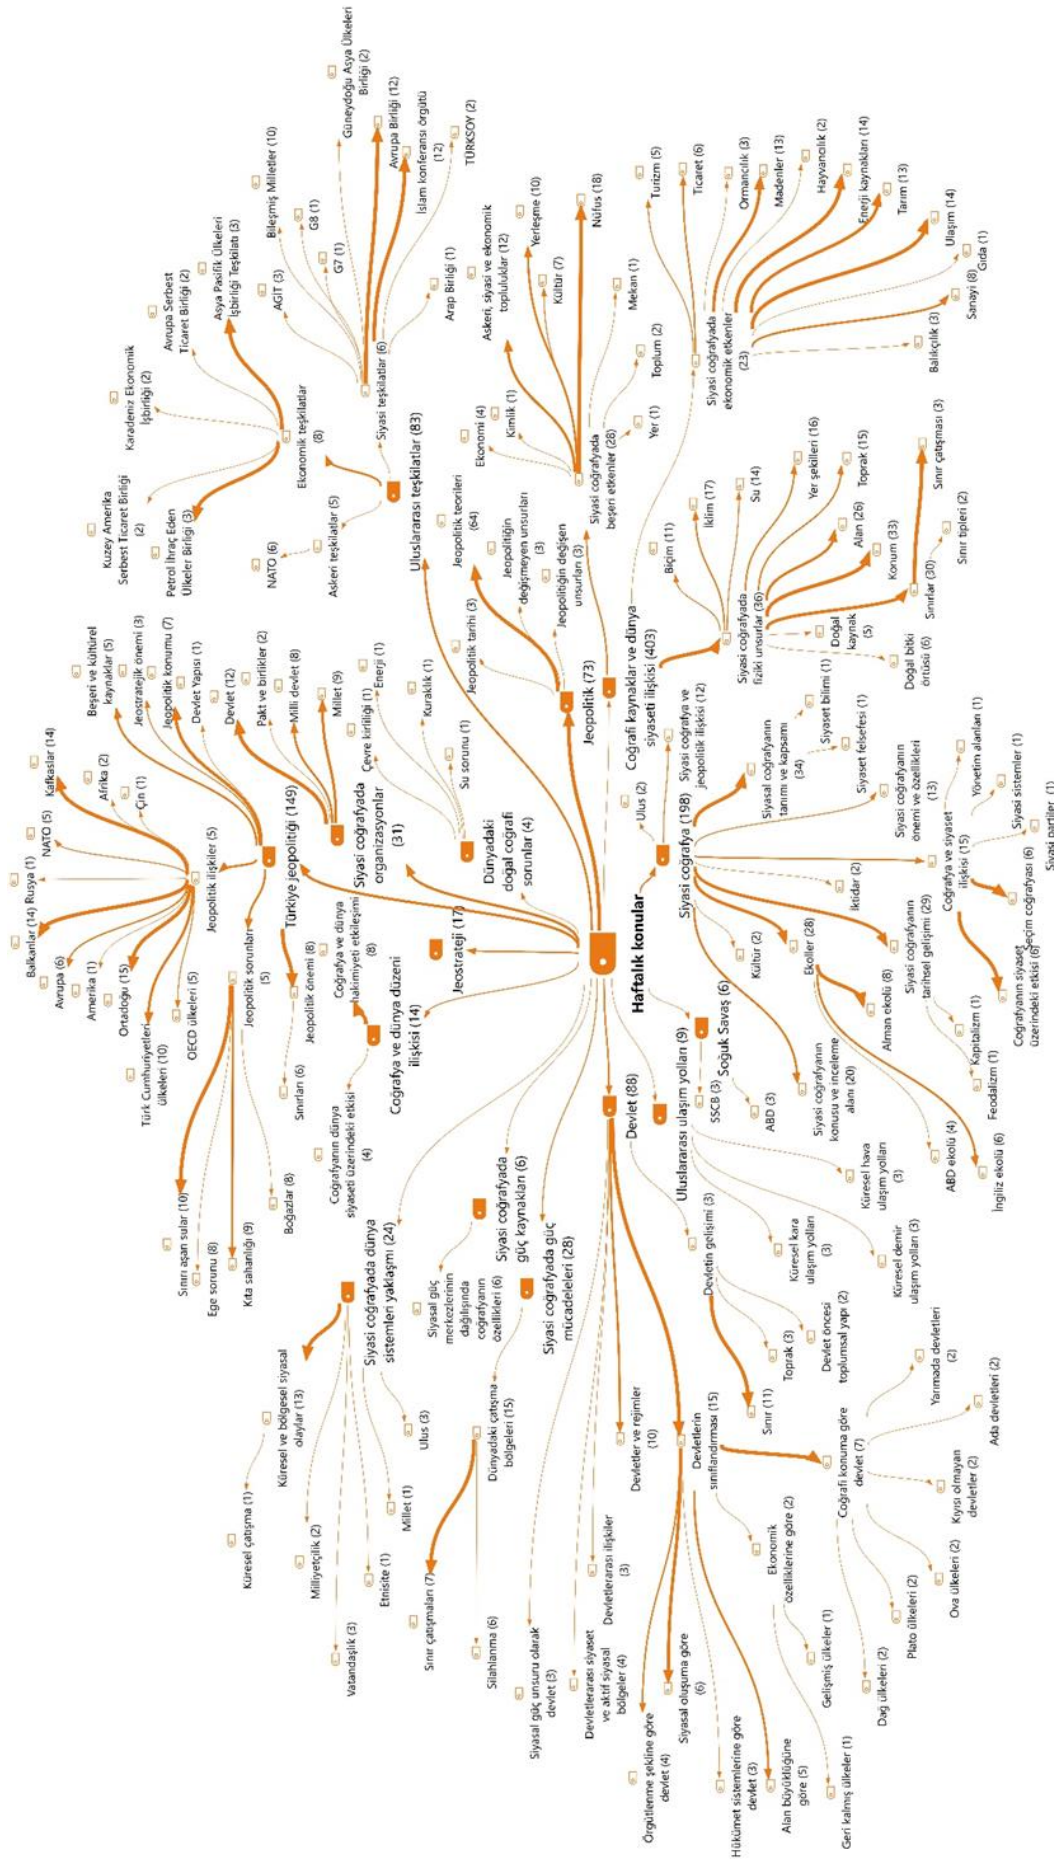 Haftalık konular
Uluslararası teşkilatlar (83)
Ekonomik teşkilatlar
(8)
Petrol İhraç Eden
Ülkeler Birliği (3)
Kuzey Amerika
Serbest Ticaret Birliği
(2)
Karadeniz Ekonomik
İşbirliği (2)
Avrupa Serbest
Ticaret Birliği (2)
Asya Pasifik Ülkeleri
İşbirliği Teşkilatı (3)
Siyasi teşkilatlar (6)
AGİT (3)
Bileşmiş Milletler (10)
G7 (1)
G8 (1)
Güneydoğu Asya Ülkeleri
Birliği (2)
Avrupa Birliği (12)
İslam konferansı örgütü
(12)
TÜRKSOY (2)
Arap Birliği (1)
Askeri teşkilatlar (5)
NATO (6)
Jeopolitik (73)
Jeopolitik tarihi (3)
Jeopolitik teorileri
(64)
Jeopolitiğin
değişmeyen unsurları
(3)
Jeopolitiğin değişen
unsurları (3)
Coğrafi kaynaklar ve dünya
siyaseti ilişkisi (403)
Siyasi coğrafyada
beşeri etkenler (28)
Ekonomi (4)
Kimlik (1)
Askeri, siyasi ve ekonomik
topluluklar (12)
Kültür (7)
Yerleşme (10)
Nüfus (18)
Mekan (1)
Toplum (2)
Yer (1)
Siyasi coğrafyada
ekonomik etkenler
(23)
Turizm (5)
Ticaret (6)
Ormancılık (3)
Madenler (13)
Hayvancılık (2)
Enerji kaynakları (14)
Tarım (13)
Ulaşım (14)
Gıda (1)
Sanayi (8)
Balıkçılık (3)
Siyasi coğrafyada
fiziki unsurlar (36)
Biçim (11)
İklim (17)
Su (14)
Yer şekilleri (16)
Toprak (15)
Alan (26)
Konum (33)
Sınırlar (30)
Sınır çatışması (3)
Sınır tipleri (2)
Doğal
kaynak
(5)
Doğal bitki
örtüsü (6)
Türkiye jeopolitiği (149)
Beşeri ve kültürel
kaynaklar (5)
Jeostratejik önemi (3)
Jeopolitik konumu (7)
Jeopolitik ilişkiler (5)
Kafkaslar (14)
Afrika (2)
Çin (1)
NATO (5)
Rusya (1)
Balkanlar (14)
Avrupa (6)
Amerika (1)
Ortadoğu (15)
Türk Cumhuriyetleri
ülkeleri (10)
OECD ülkeleri (5)
Jeopolitik sorunları
(5)
Sınırı aşan sular (10)
Ege sorunu (8)
Kıta sahanlığı (9)
Boğazlar (8)
Jeopolitik önemi (8)
Sınırları (6)
Siyasi coğrafyada
organizasyonlar
(31)
Devlet Yapısı (1)
Devlet (12)
Pakt ve birlikler (2)
Milli devlet (8)
Millet (9)
Dünyadaki
doğal coğrafi
sorunlar (4)
Çevre kirliliği (1)
Enerji (1)
Kuraklık (1)
Su sorunu (1)
Jeostrateji (17)
Coğrafya ve dünya düzeni
ilişkisi (14)
Coğrafya ve dünya
hakimiyeti etkileşimi
(8)
Coğrafyanın dünya
siyaseti üzerindeki etkisi
(4)
Siyasi coğrafyada dünya
sistemleri yaklaşmı (24)
Küresel ve bölgesel siyasal
olaylar (13)
Küresel çatışma (1)
Milliyetçilik (2)
Vatandaşlık (3)
Etnisite (1)
Millet (1)
Ulus (3)
Siyasi coğrafyada
güç kaynakları (6)
Siyasal güç
merkezlerinin
dağılışında
coğrafyanın
özellikleri (6)
Siyasi coğrafyada güç
mücadeleleri (28)
Dünyadaki çatışma
bölgeleri (15)
Sınır çatışmaları (7)
Silahlanma (6)
Devlet (88)
Siyasal güç unsuru olarak
devlet (3)
Devletlerarası siyaset
ve aktif siyasal
bölgeler (4)
Devletlerarası ilişkiler
(3)
Devletler ve rejimler
(10)
Devletlerin
sınıflandırması (15)
Örgütlenme şekline göre
devlet (4)
Siyasal oluşuma göre
(6)
Hükümet sistemlerine göre
devlet (3)
Alan büyüklüğüne
göre (5)
Ekonomik
özelliklerine göre (2)
Gelişmiş ülkeler (1)
Geri kalmış ülkeler (1)
Coğrafi konuma göre
devlet (7)
Dağ ülkeleri (2)
Plato ülkeleri (2)
Ova ülkeleri (2)
Kıyısı olmayan
devletler (2)
Ada devletleri (2)
Yarımada devletleri
(2)
Devletin gelişimi (3)
Sınır (11)
Toprak (3)
Devlet öncesi
toplumsal yapı (2)
Uluslararası ulaşım yolları (9)
Küresel kara
ulaşım yolları
(3)
Küresel demir
ulaşım yolları (3)
Küresel hava
ulaşım yolları
(3)
Soğuk Savaş (6)
SSCB (3)
ABD (3)
Siyasi coğrafya (198)
Ulus (2)
Siyasi coğrafya ve
jeopolitik ilişkisi (12)
Siyasal coğrafyanın
tanımı ve kapsamı
(34)
Siyaset bilimi (1)
Siyaset felsefesi (1)
Siyasi coğrafyanın
önemi ve özellikleri
(13)
Coğrafya ve siyaset
ilişkisi (15)
Yönetim alanları (1)
Siyasi sistemler (1)
Siyasi partiler (1)
Seçim coğrafyası (6)
Coğrafyanın siyaset
üzerindeki etkisi (6)
İktidar (2)
Siyasi coğrafyanın
tarihsel gelişimi (29)
Kapitalizm (1)
Feodalizm (1)
Ekoller (28)
Alman ekolü (8)
ABD ekolü (4)
İngiliz ekolü (6)
Kültür (2)
Siyasi coğrafyanın
konusu ve inceleme
alanı (20)